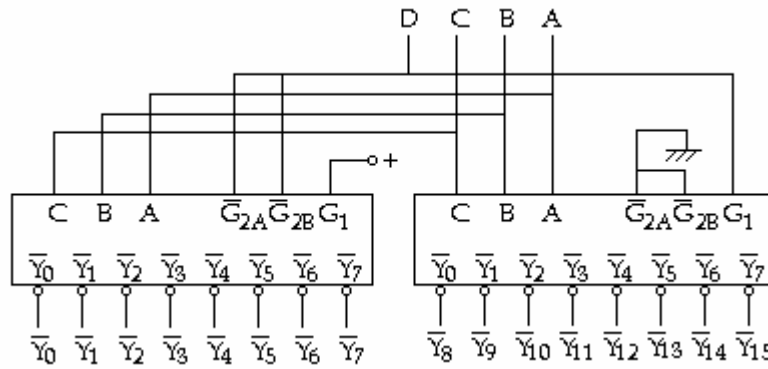 D C B A
+
C B A G̅2A G̅2B G1 C B A G̅2A G̅2B G1
Y̅0 Y̅1 Y̅2 Y̅3 Y̅4 Y̅5 Y̅6 Y̅7 Y̅0 Y̅1 Y̅2 Y̅3 Y̅4 Y̅5 Y̅6 Y̅7
Y̅0 Y̅1 Y̅2 Y̅3 Y̅4 Y̅5 Y̅6 Y̅7 Y̅8 Y̅9 Y̅10 Y̅11 Y̅12 Y̅13 Y̅14 Y̅15